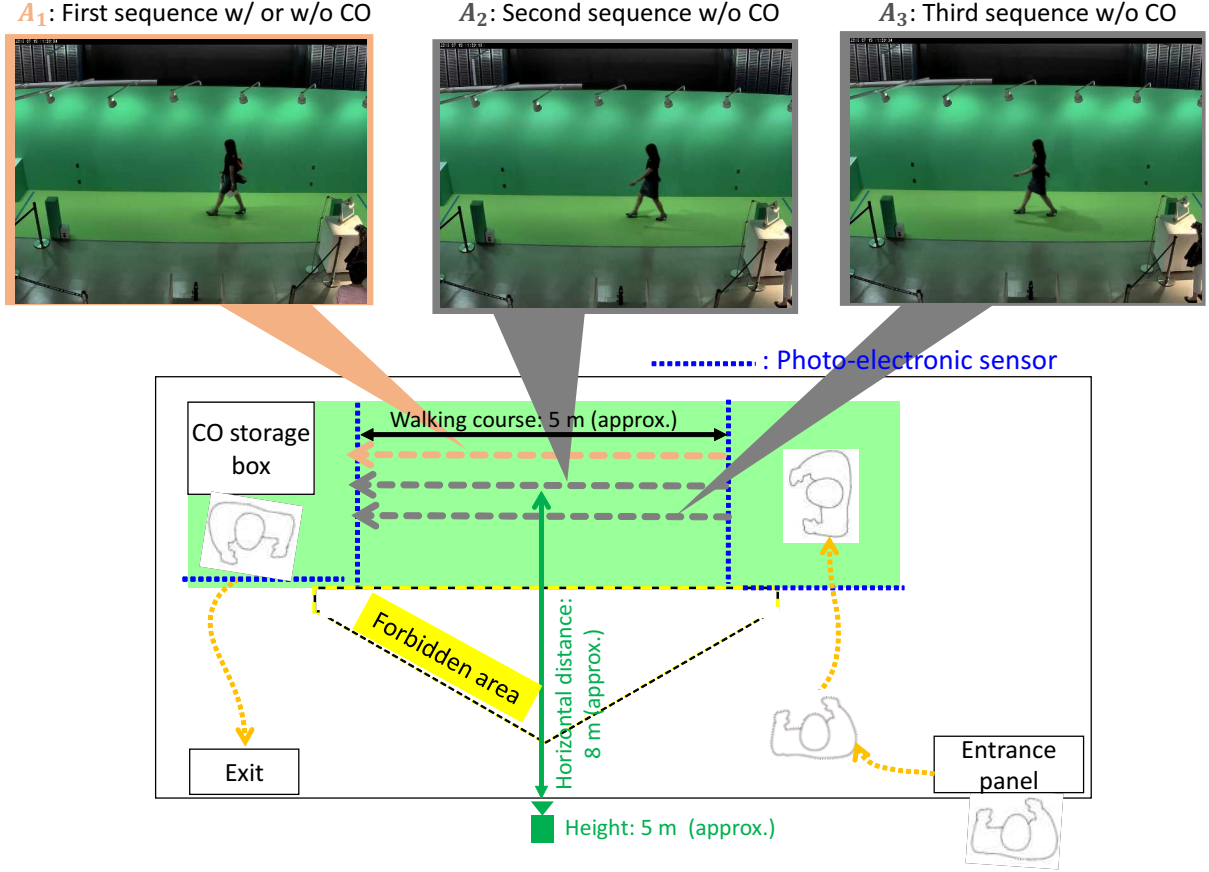 A₁: First sequence w/ or w/o CO
A₂: Second sequence w/o CO
A₃: Third sequence w/o CO
: Photo-electronic sensor
CO storage
box
Walking course: 5 m (approx.)
Forbidden area
Horizontal distance:
8 m (approx.)
Exit
Entrance
panel
Height: 5 m (approx.)